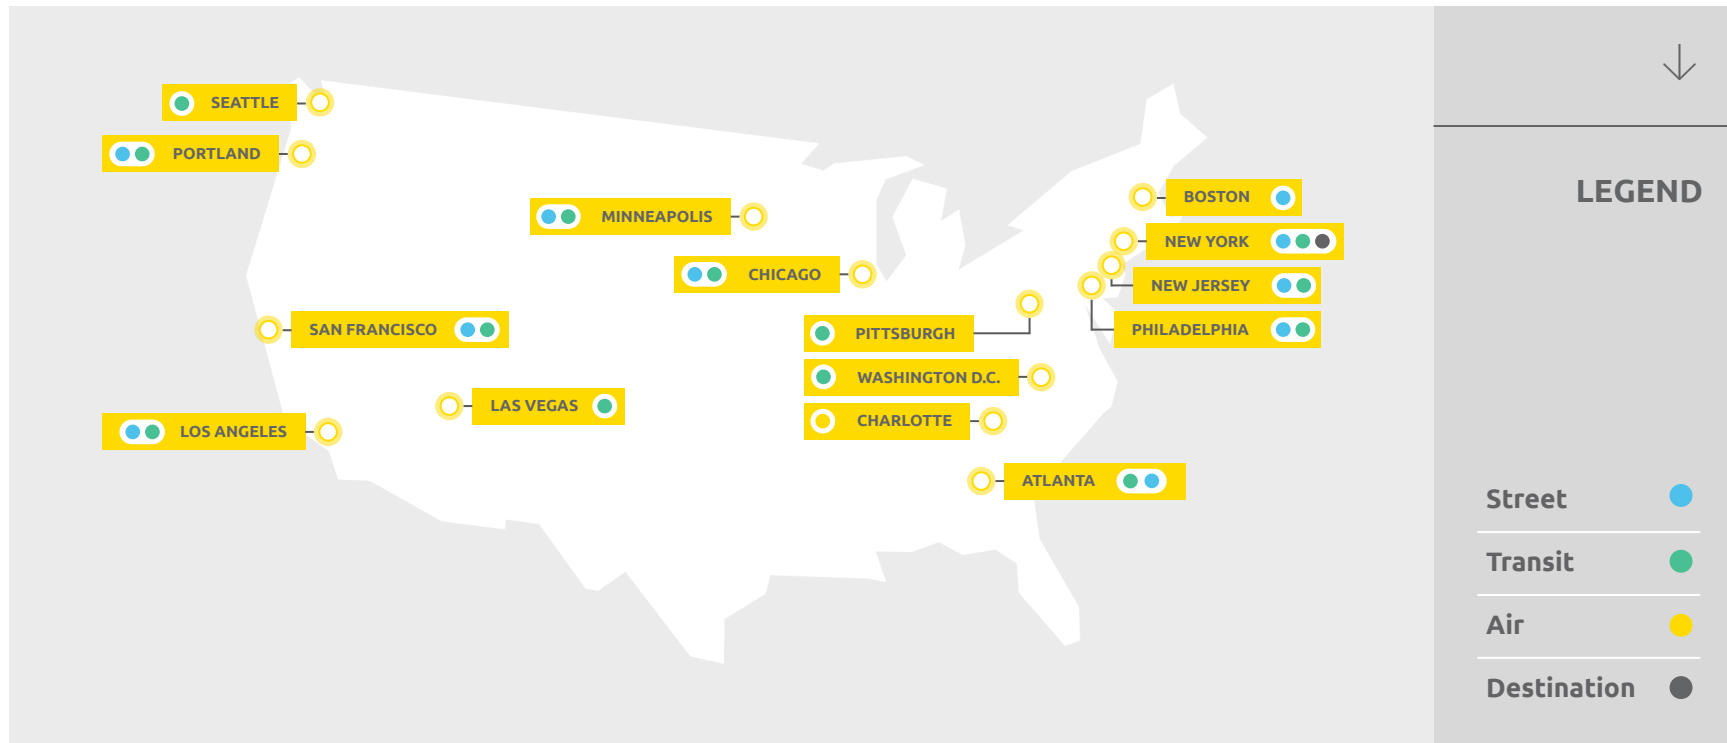 SEATTLE
PORTLAND
MINNEAPOLIS
CHICAGO
SAN FRANCISCO
LAS VEGAS
LOS ANGELES
BOSTON
NEW YORK
NEW JERSEY
PHILADELPHIA
PITTSBURGH
WASHINGTON D.C.
CHARLOTTE
ATLANTA
LEGEND
Street
Transit
Air
Destination